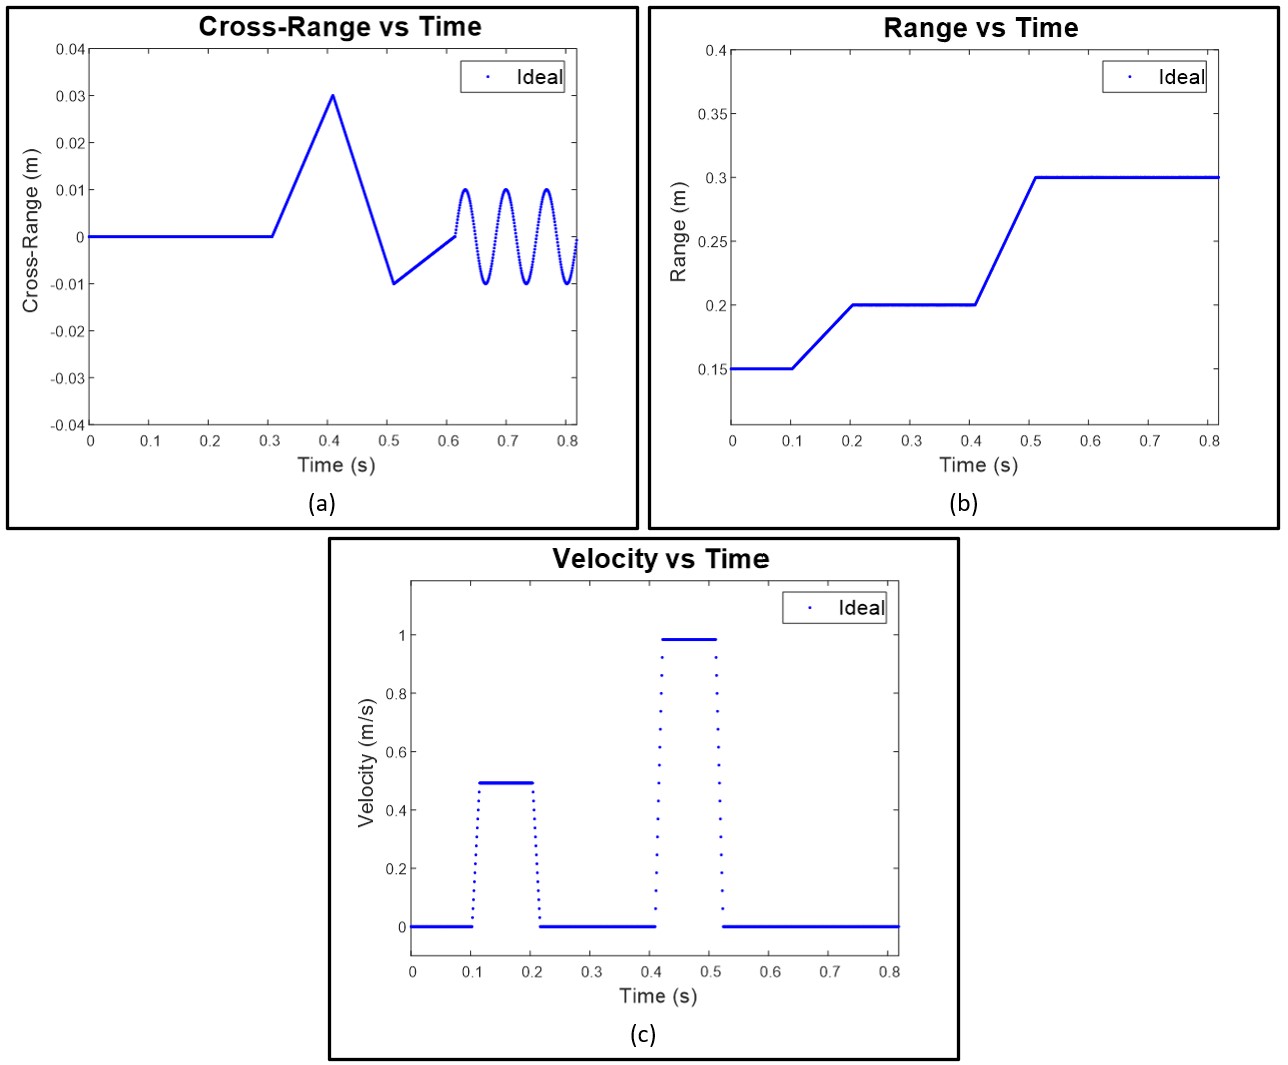 Cross-Range vs Time
Ideal
Cross-Range (m)
0.04
0.03
0.02
0.01
0
-0.01
-0.02
-0.03
-0.04
0 0.1 0.2 0.3 0.4 0.5 0.6 0.7 0.8
Time (s)
(a)
Range vs Time
Ideal
Range (m)
0.4
0.35
0.3
0.25
0.2
0.15
0 0.1 0.2 0.3 0.4 0.5 0.6 0.7 0.8
Time (s)
(b)
Velocity vs Time
Ideal
Velocity (m/s)
1
0.8
0.6
0.4
0.2
0
0 0.1 0.2 0.3 0.4 0.5 0.6 0.7 0.8
Time (s)
(c)